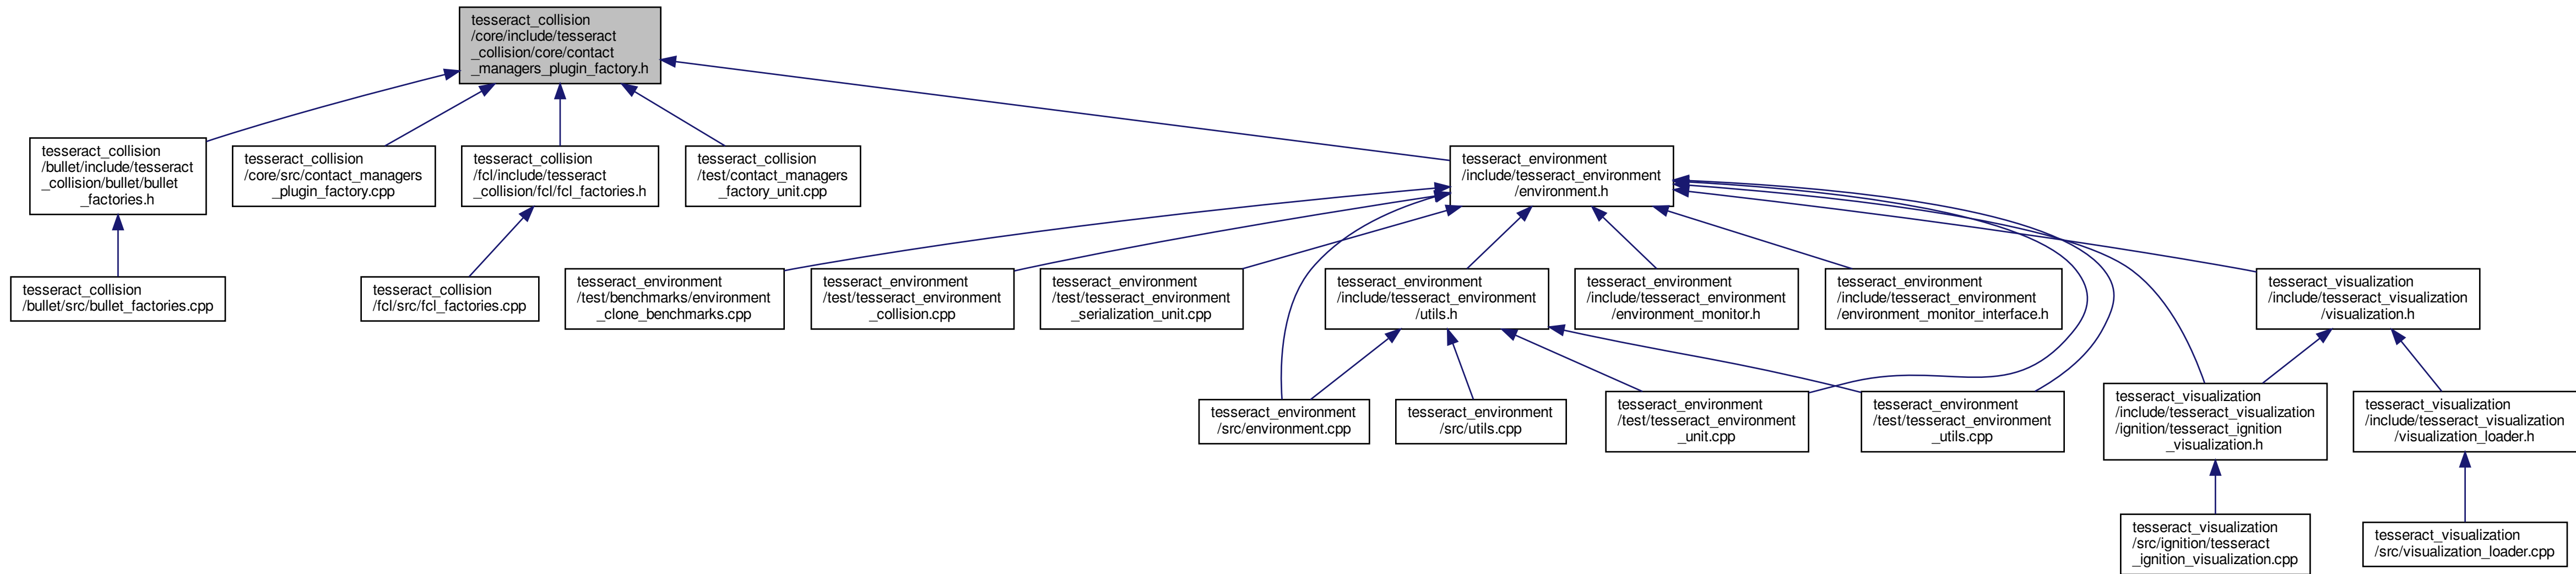 tesseract_collision
/core/include/tesseract
_collision/core/contact
_managers_plugin_factory.h
tesseract_collision
/bullet/include/tesseract
_collision/bullet/bullet
_factories.h
tesseract_collision
/core/src/contact_managers
_plugin_factory.cpp
tesseract_collision
/fcl/include/tesseract
_collision/fcl/fcl_factories.h
tesseract_collision
/test/contact_managers
_factory_unit.cpp
tesseract_environment
/include/tesseract_environment
/environment.h
tesseract_collision
/bullet/src/bullet_factories.cpp
tesseract_collision
/fcl/src/fcl_factories.cpp
tesseract_environment
/test/benchmarks/environment
_clone_benchmarks.cpp
tesseract_environment
/test/tesseract_environment
_collision.cpp
tesseract_environment
/test/tesseract_environment
_serialization_unit.cpp
tesseract_environment
/include/tesseract_environment
/utils.h
tesseract_environment
/include/tesseract_environment
/environment_monitor.h
tesseract_environment
/include/tesseract_environment
/environment_monitor_interface.h
tesseract_visualization
/include/tesseract_visualization
/visualization.h
tesseract_environment
/src/environment.cpp
tesseract_environment
/src/utils.cpp
tesseract_environment
/test/tesseract_environment
_unit.cpp
tesseract_environment
/test/tesseract_environment
_utils.cpp
tesseract_visualization
/include/tesseract_visualization
/ignition/tesseract_ignition
_visualization.h
tesseract_visualization
/include/tesseract_visualization
/visualization_loader.h
tesseract_visualization
/src/ignition/tesseract
_ignition_visualization.cpp
tesseract_visualization
/src/visualization_loader.cpp